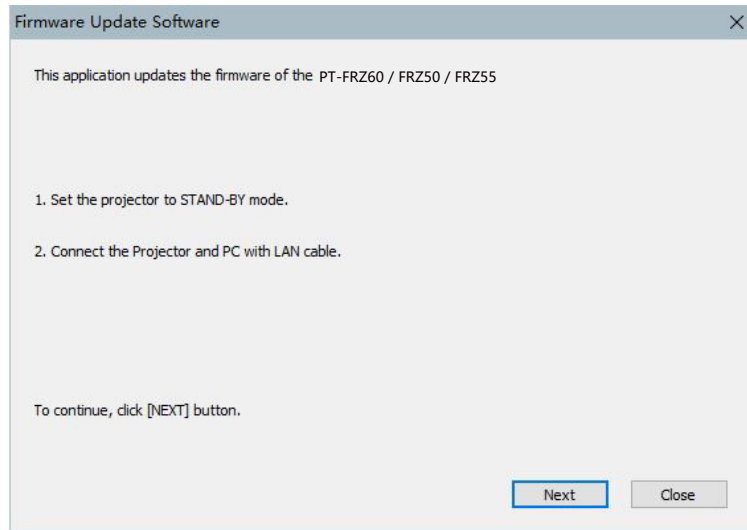 Firmware Update Software
This application updates the firmware of the PT-FRZ60 / FRZ50 / FRZ55
1. Set the projector to STAND-BY mode.
2. Connect the Projector and PC with LAN cable.
To continue, click [NEXT] button.
Next
Close